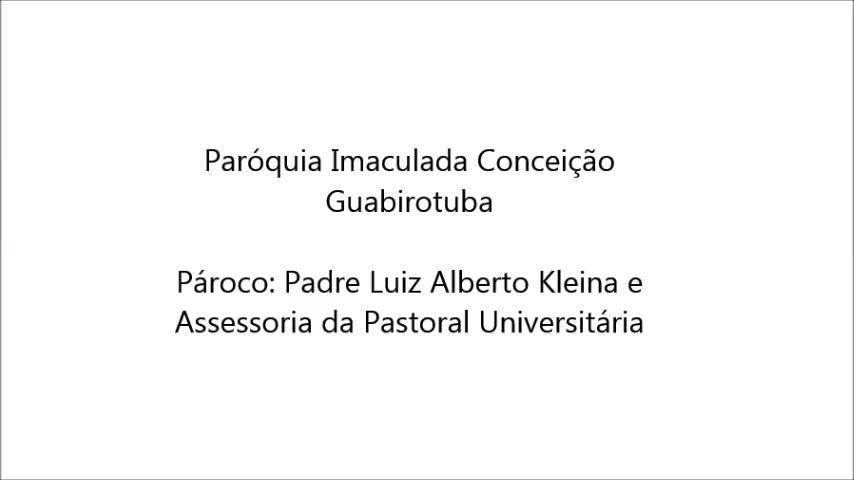 Paróquia Imaculada Conceição
Guabirotuba
Pároco: Padre Luiz Alberto Kleina e
Assessoria da Pastoral Universitária